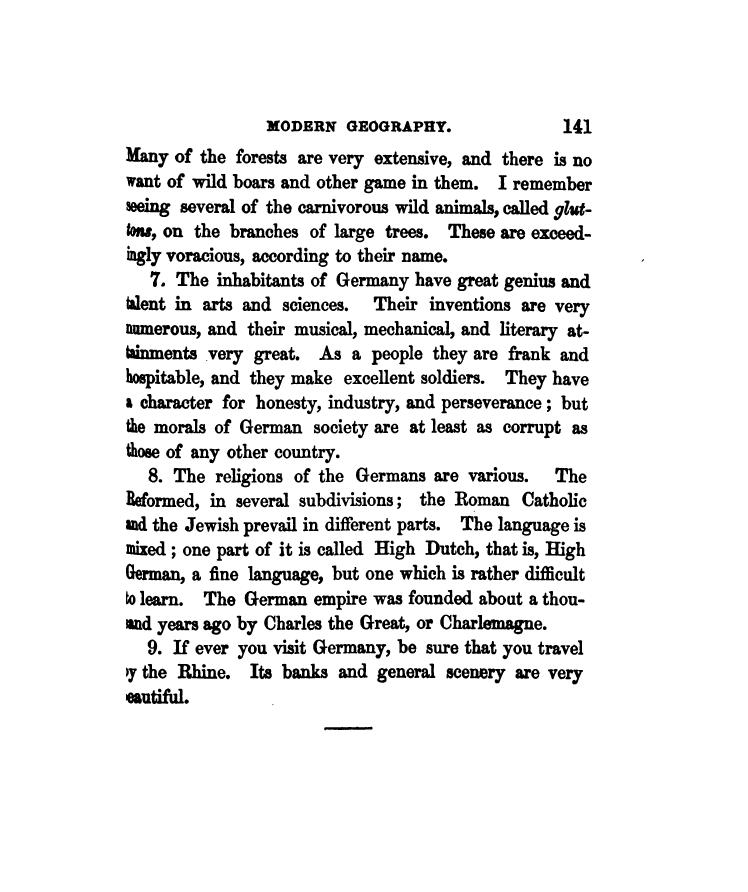 MODERN GEOGRAPHY. 141
Many of the forests are very extensive, and there is no
want of wild boars and other game in them. I remember
seeing several of the carnivorous wild animals, called glut-
tons, on the branches of large trees. These are exceed-
ingly voracious, according to their name.
7. The inhabitants of Germany have great genius and
talent in arts and sciences. Their inventions are very
numerous, and their musical, mechanical, and literary at-
tainments very great. As a people they are frank and
hospitable, and they make excellent soldiers. They have
a character for honesty, industry, and perseverance; but
the morals of German society are at least as corrupt as
those of any other country.
8. The religions of the Germans are various. The
Reformed, in several subdivisions; the Roman Catholic
and the Jewish prevail in different parts. The language is
mixed; one part of it is called High Dutch, that is, High
German, a fine language, but one which is rather difficult
to learn. The German empire was founded about a thou-
sand years ago by Charles the Great, or Charlemagne.
9. If ever you visit Germany, be sure that you travel
by the Rhine. Its banks and general scenery are very
beautiful.